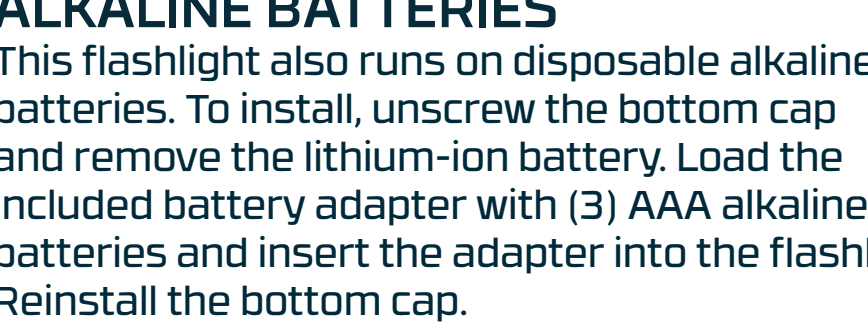 ALKALINE BATTERIES
This flashlight also runs on disposable alkaline
batteries. To install, unscrew the bottom cap
and remove the lithium-ion battery. Load the
included battery adapter with (3) AAA alkaline
batteries and insert the adapter into the flashl
Reinstall the bottom cap.